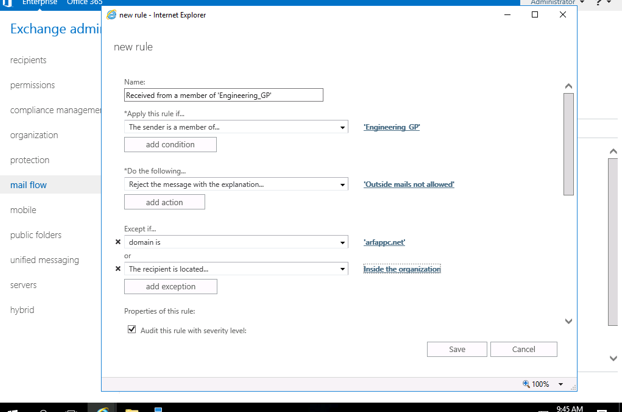 Enterprise Office 365
Administrator ?
new rule - Internet Explorer
Exchange admi
new rule
recipients
permissions
compliance management
organization
protection
mail flow
mobile
public folders
unified messaging
servers
hybrid
Name:
Received from a member of 'Engineering_GP'
*Apply this rule if...
The sender is a member of... 'Engineering_GP'
add condition
*Do the following...
Reject the message with the explanation... 'Outside mails not allowed'
add action
Except if...
domain is 'arfappc.net'
or
The recipient is located... Inside the organization
add exception
Properties of this rule:
Audit this rule with severity level:
Save Cancel
100%
9:45 AM